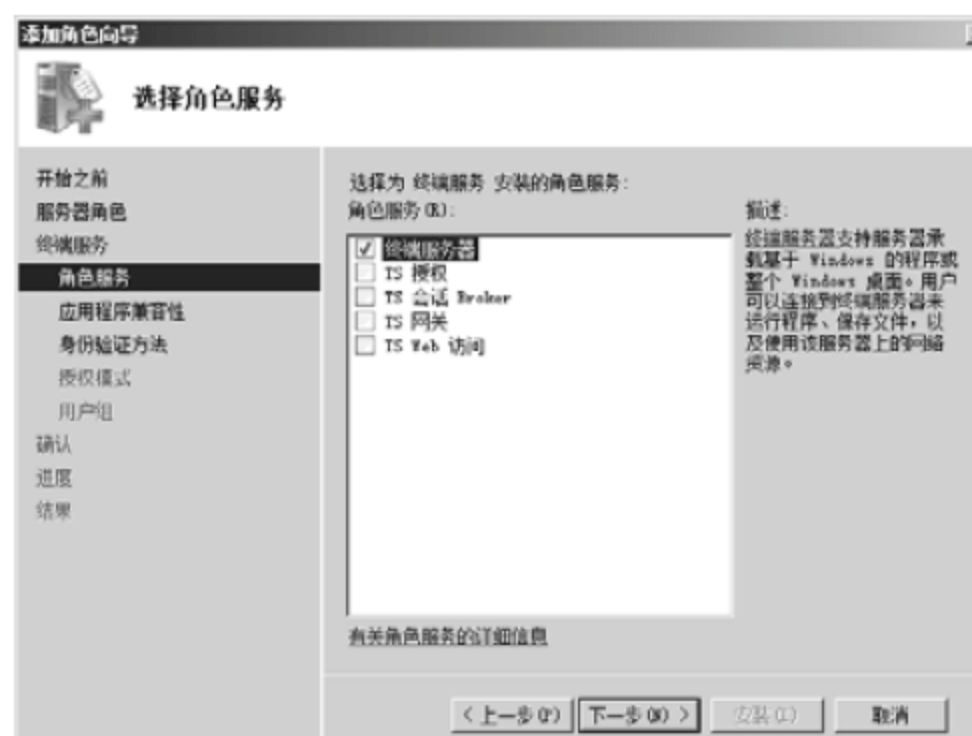 添加角色向导
选择角色服务
开始之前
服务器角色
终端服务
角色服务
应用程序兼容性
身份验证方法
授权模式
用户组
确认
进度
结果
选择为 终端服务 安装的角色服务:
角色服务(R):
终端服务器
TS 授权
TS 会话 Broker
TS 网关
TS Web 访问
有关角色服务的详细信息
描述:
终端服务器支持服务器承
载基于 Windows 的程序或
整个 Windows 桌面。用户
可以连接到终端服务器来
运行程序、保存文件，以
及使用该服务器上的网络
资源。
< 上一步(P)
下一步(N) >
安装(I)
取消